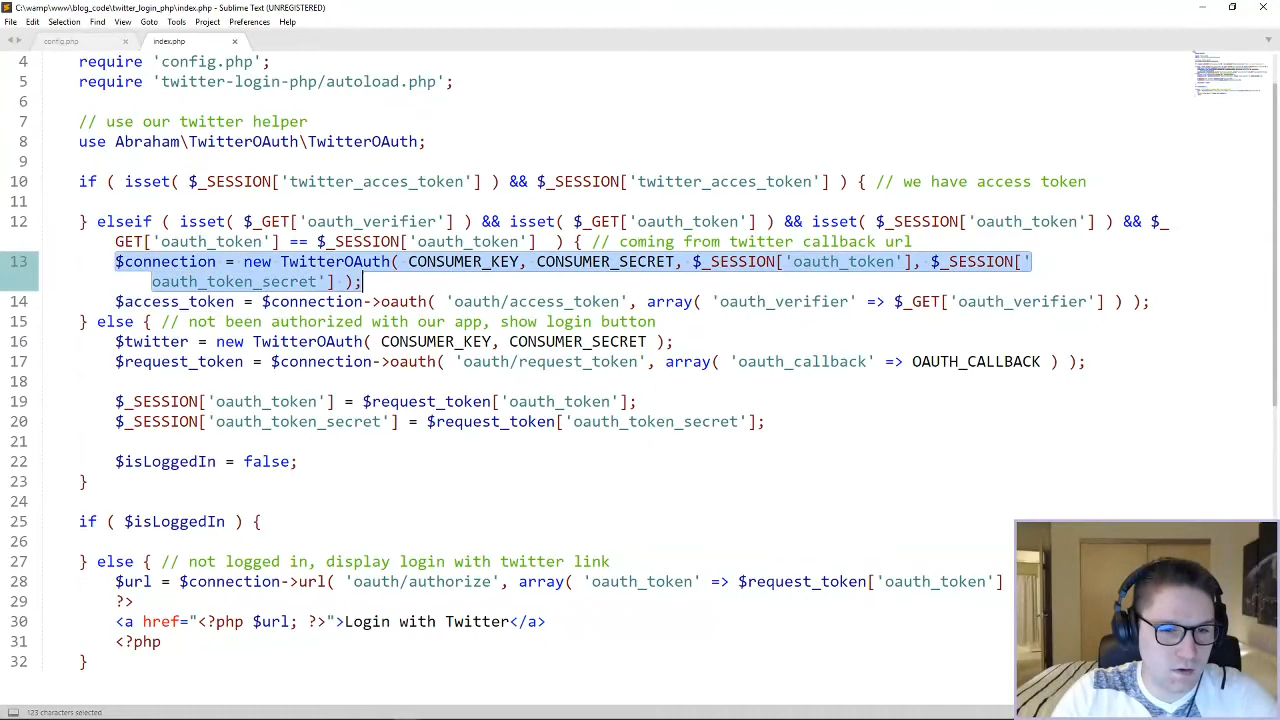 C:\wamp\www\blog_code\twitter_login_php\index.php - Sublime Text (UNREGISTERED)
File Edit Selection Find View Goto Tools Project Preferences Help
config.php × index.php ×
4 require 'config.php';
5 require 'twitter-login-php/autoload.php';
6
7 // use our twitter helper
8 use Abraham\TwitterOAuth\TwitterOAuth;
9
10 if ( isset( $_SESSION['twitter_acces_token'] ) && $_SESSION['twitter_acces_token'] ) { // we have access token
11
12 } elseif ( isset( $_GET['oauth_verifier'] ) && isset( $_GET['oauth_token'] ) && isset( $_SESSION['oauth_token'] ) && $_
GET['oauth_token'] == $_SESSION['oauth_token'] ) { // coming from twitter callback url
13 $connection = new TwitterOAuth( CONSUMER_KEY, CONSUMER_SECRET, $_SESSION['oauth_token'], $_SESSION['
oauth_token_secret'] );
14 $access_token = $connection->oauth( 'oauth/access_token', array( 'oauth_verifier' => $_GET['oauth_verifier'] ) );
15 } else { // not been authorized with our app, show login button
16 $twitter = new TwitterOAuth( CONSUMER_KEY, CONSUMER_SECRET );
17 $request_token = $connection->oauth( 'oauth/request_token', array( 'oauth_callback' => OAUTH_CALLBACK ) );
18
19 $_SESSION['oauth_token'] = $request_token['oauth_token'];
20 $_SESSION['oauth_token_secret'] = $request_token['oauth_token_secret'];
21
22 $isLoggedIn = false;
23 }
24
25 if ( $isLoggedIn ) {
26
27 } else { // not logged in, display login with twitter link
28 $url = $connection->url( 'oauth/authorize', array( 'oauth_token' => $request_token['oauth_token']
29 ?>
30 <a href="<?php $url; ?>">Login with Twitter</a>
31 <?php
32 }
123 characters selected